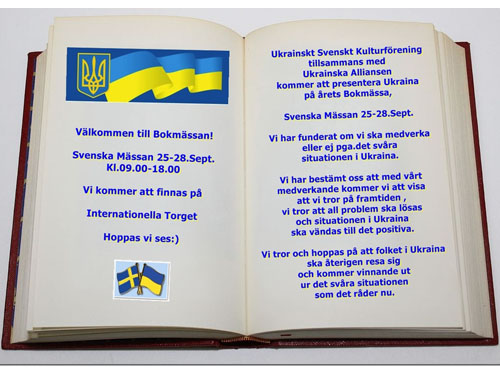 Välkommen till Bokmässan!
Svenska Mässan 25-28.Sept.
Kl.09.00-18.00
Vi kommer att finnas på
Internationella Torget
Hoppas vi ses:)
Ukrainskt Svenskt Kulturförening
tillsammans med
Ukrainska Alliansen
kommer att presentera Ukraina
på årets Bokmässa,
Svenska Mässan 25-28.Sept.
Vi har funderat om vi ska medverka
eller ej pga.det svåra
situationen i Ukraina.
Vi har bestämt oss att med vårt
medverkande kommer vi att visa
att vi tror på framtiden ,
vi tror att all problem ska lösas
och situationen i Ukraina
ska vändas till det positiva.
Vi tror och hoppas på att folket i Ukraina
ska återigen resa sig
och kommer vinnande ut
ur det svåra situationen
som det råder nu.